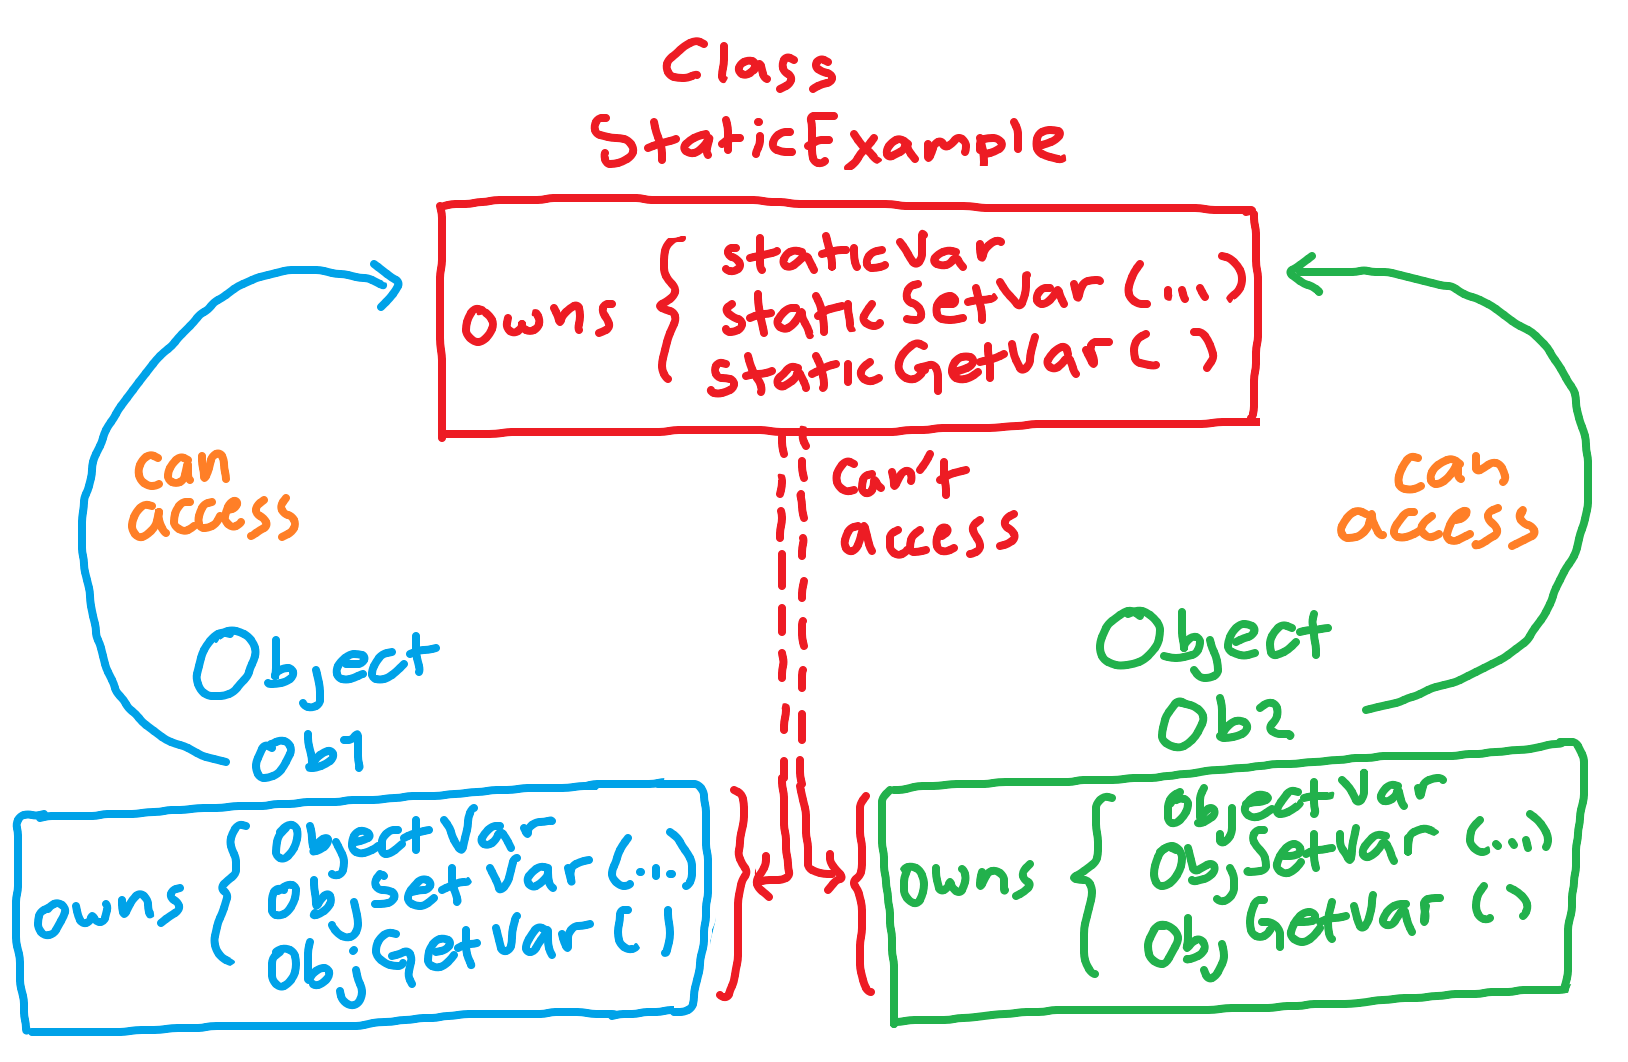 Class
StaticExample
owns { staticVar
staticSetVar (...)
staticGetVar ( )
can
access
can't
access
can
access
Object
Ob1
owns { ObjectVar
ObjSetVar (...)
ObjGetVar ( )
Object
Ob2
owns { ObjectVar
ObjSetVar (...)
ObjGetVar ( )